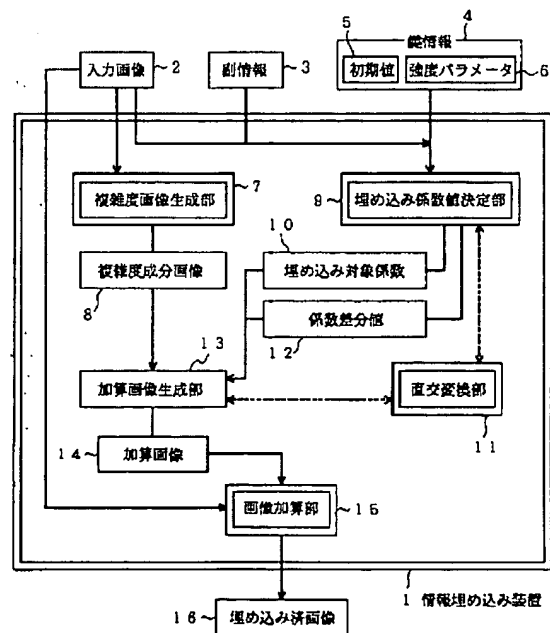 4
鍵情報
5
入力画像
2
副情報
3
初期値
強度パラメータ
6
7
複雑度画像生成部
9
埋め込み係数値決定部
10
複雑度成分画像
8
埋め込み対象係数
係数差分値
12
13
加算画像生成部
直交変換部
11
14
加算画像
画像加算部
15
1 情報埋め込み装置
16
埋め込み済画像